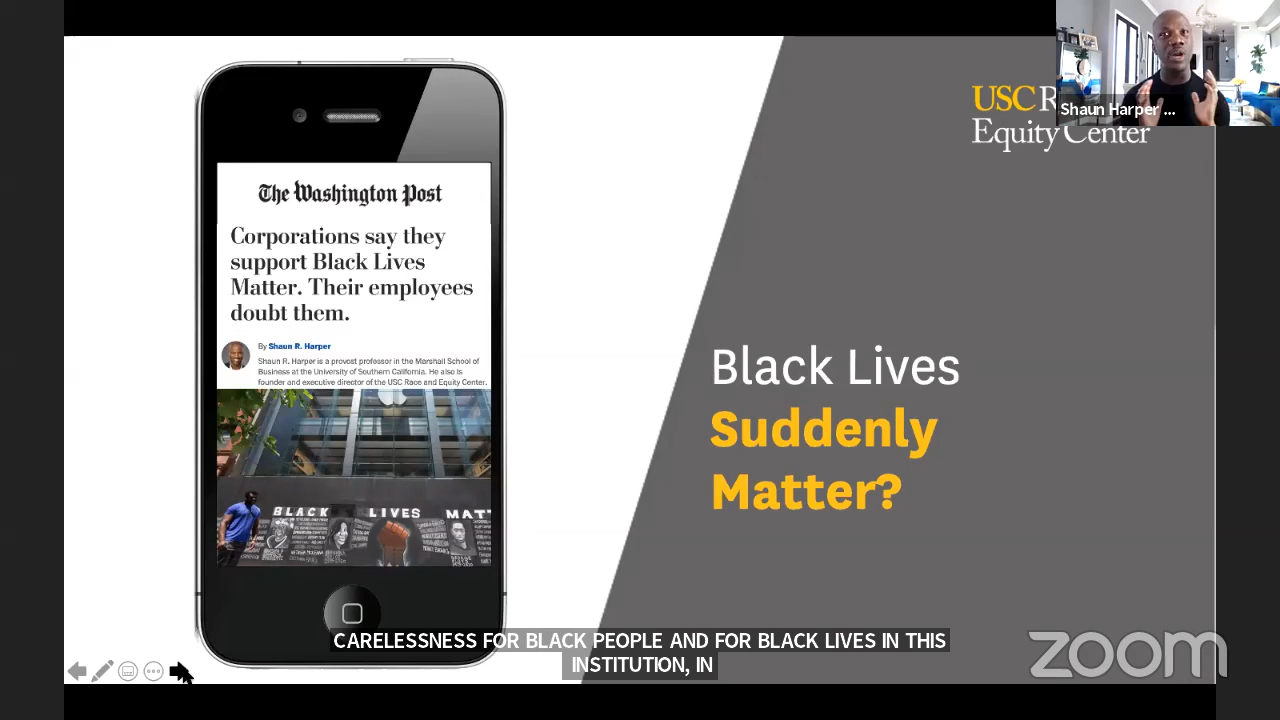 The Washington Post
Corporations say they
support Black Lives
Matter. Their employees
doubt them.
By Shaun R. Harper
Shaun R. Harper is a provost professor in the Marshall School of
Business at the University of Southern California. He also is
founder and executive director of the USC Race and Equity Center.
BLACK LIVES MAT
USC R
Equity Center
Shaun Harper ...
Black Lives
Suddenly
Matter?
CARELESSNESS FOR BLACK PEOPLE AND FOR BLACK LIVES IN THIS
INSTITUTION, IN
zoom